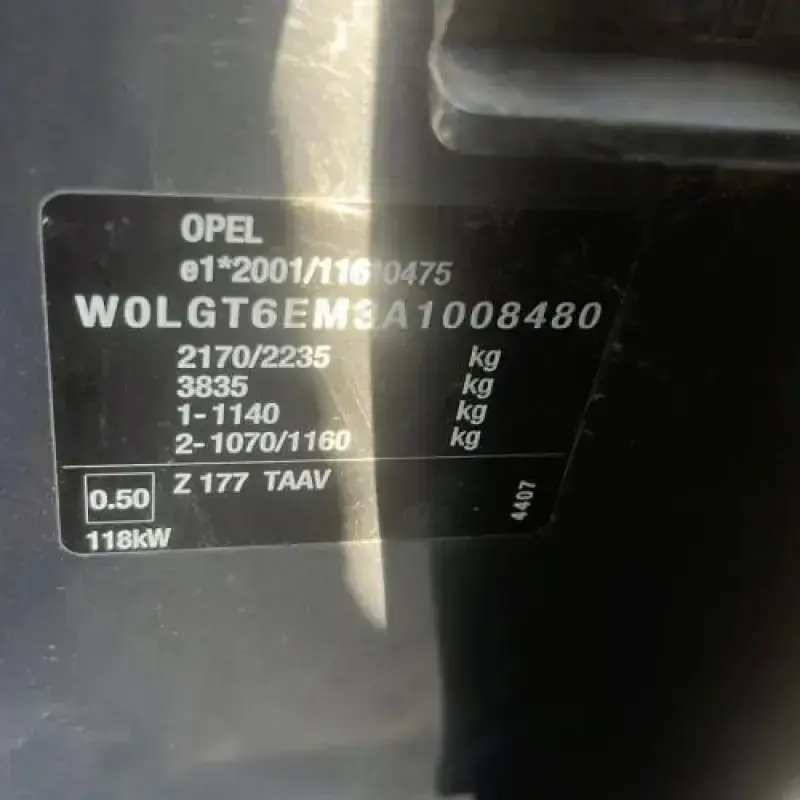 OPEL
e1*2001/116*0475
W0LGT6EM3A1008480
2170/2235 kg
3835 kg
1-1140 kg
2-1070/1160 kg
0.50 Z 177 TAAV
118kW
4407